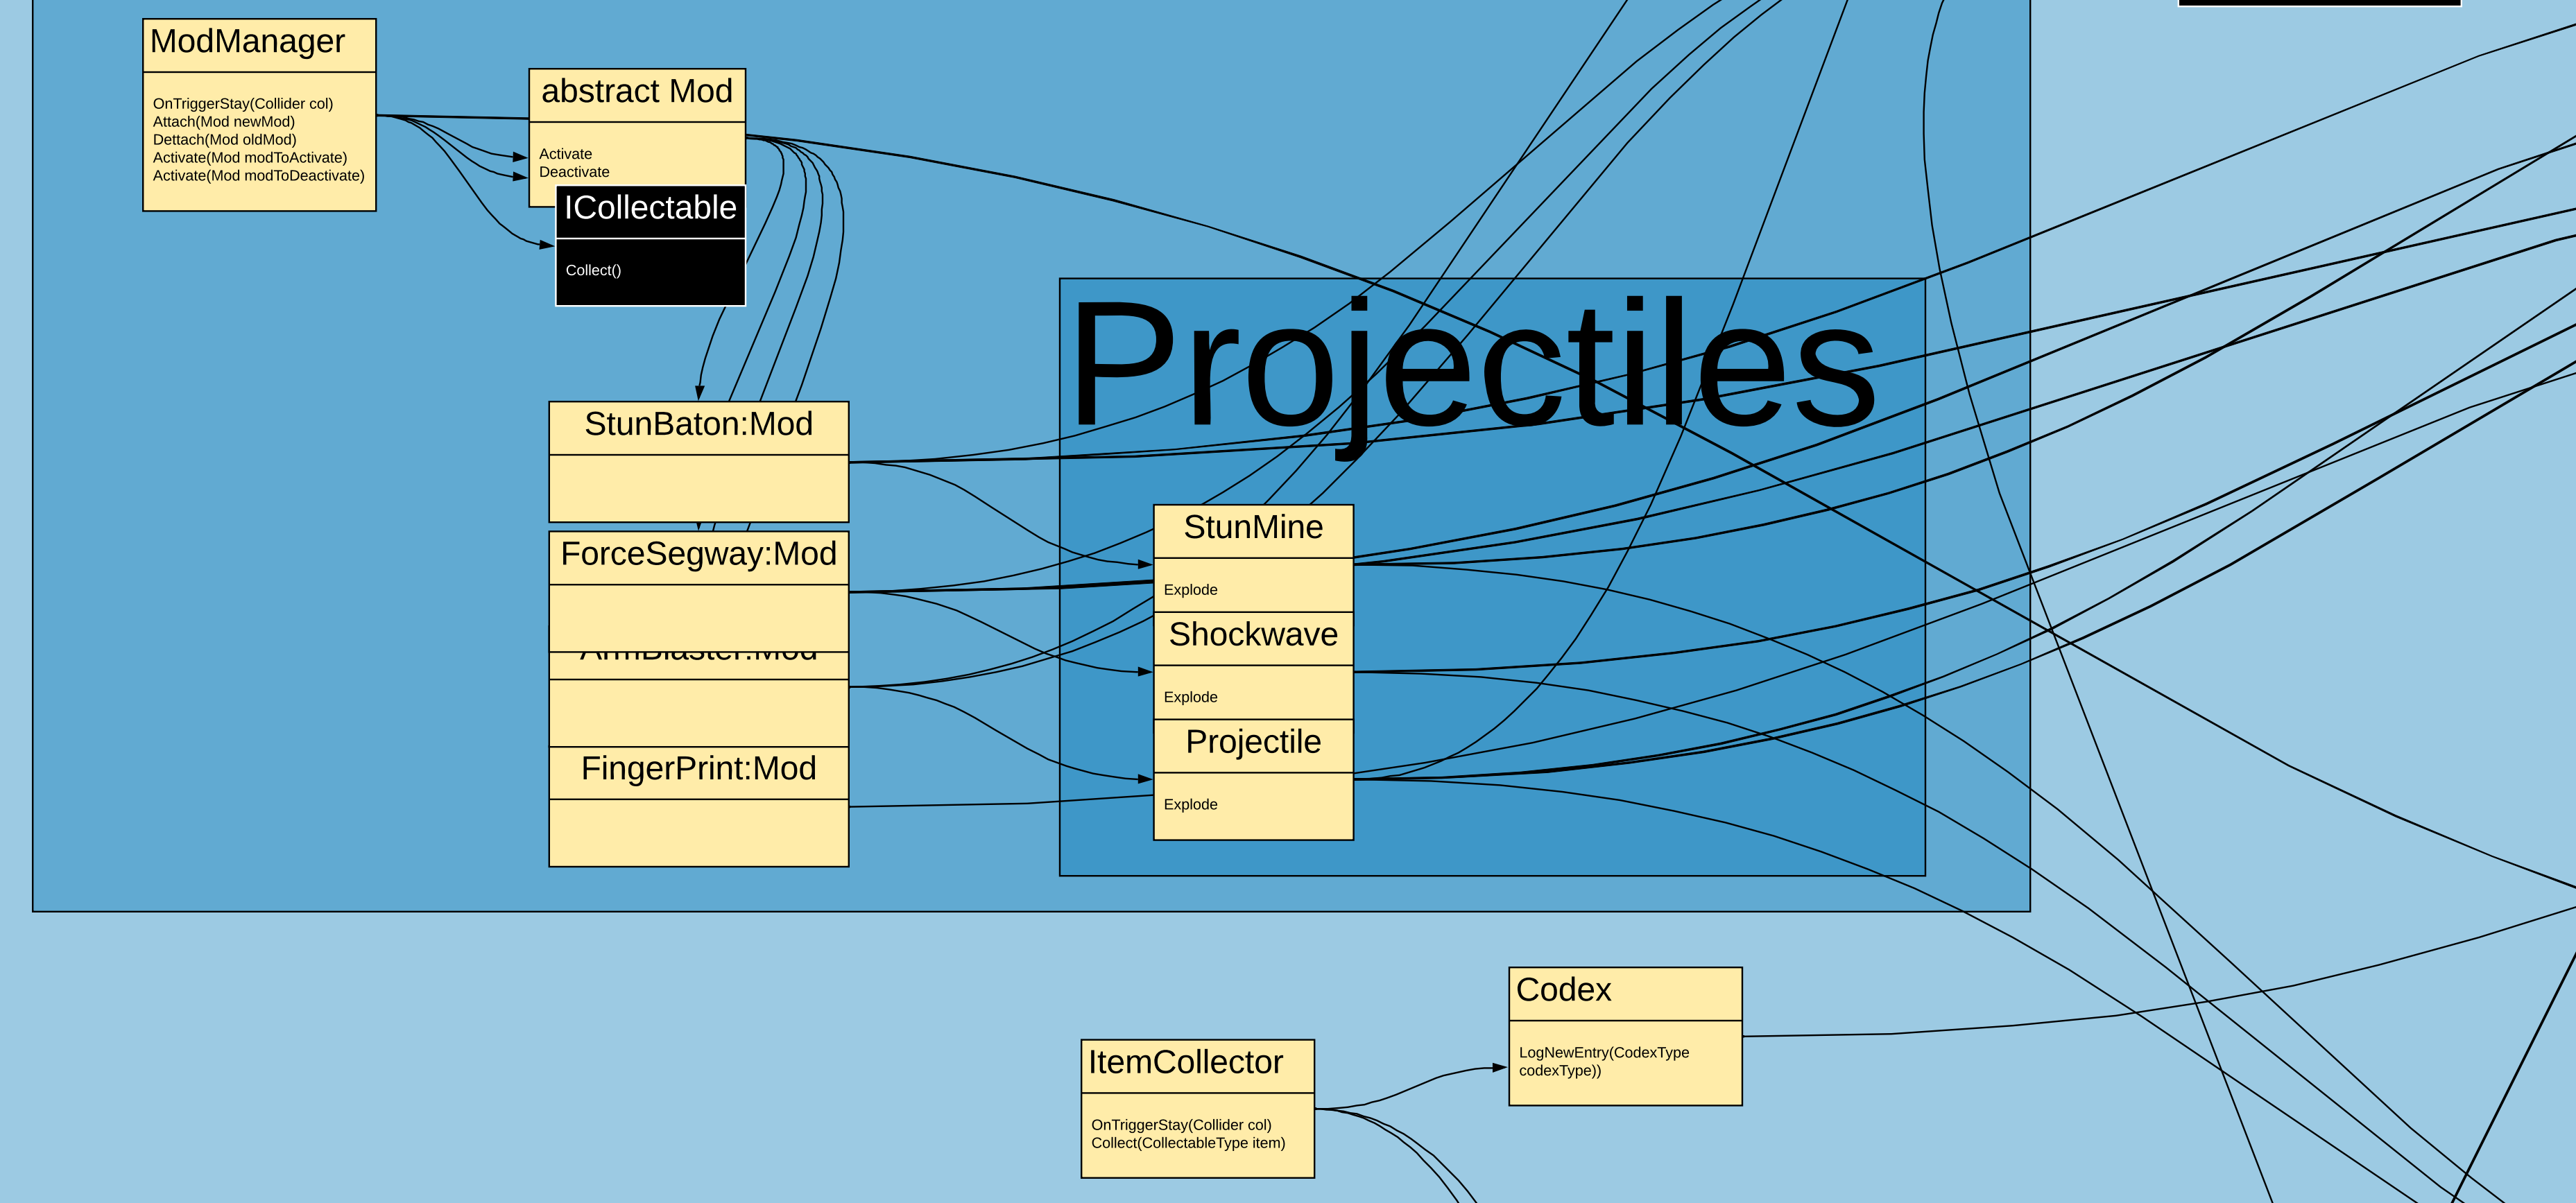 ModManager
OnTriggerStay(Collider col)
Attach(Mod newMod)
Dettach(Mod oldMod)
Activate(Mod modToActivate)
Activate(Mod modToDeactivate)
abstract Mod
Activate
Deactivate
ICollectable
Collect()
Projectiles
StunBaton:Mod
ForceSegway:Mod
ArmBlaster:Mod
FingerPrint:Mod
StunMine
Explode
Shockwave
Explode
Projectile
Explode
Codex
LogNewEntry(CodexType
codexType))
ItemCollector
OnTriggerStay(Collider col)
Collect(CollectableType item)